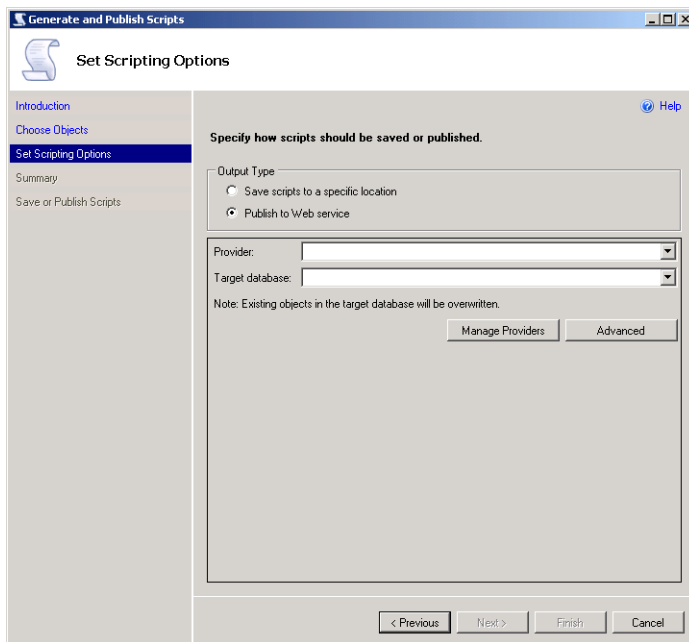 Generate and Publish Scripts
Set Scripting Options
Introduction
Choose Objects
Set Scripting Options
Summary
Save or Publish Scripts
Help
Specify how scripts should be saved or published.
Output Type
Save scripts to a specific location
Publish to Web service
Provider:
Target database:
Note: Existing objects in the target database will be overwritten.
Manage Providers
Advanced
< Previous
Next >
Finish
Cancel